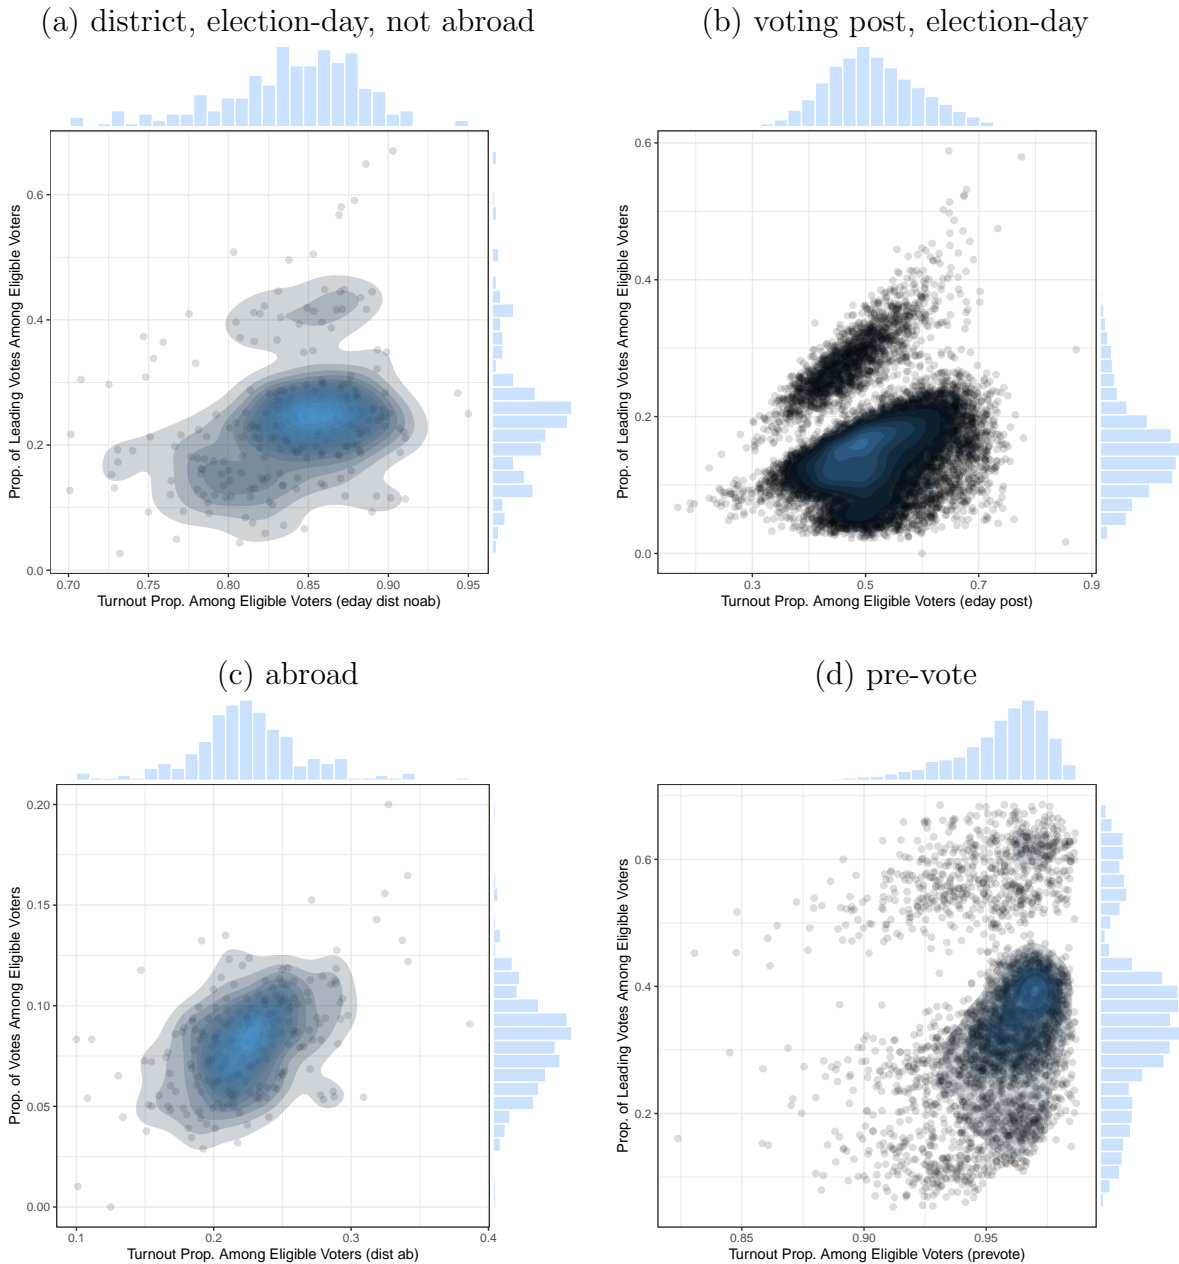 (a) district, election-day, not abroad
Prop. of Leading Votes Among Eligible Voters
0.6
0.4
0.2
0.0
0.70 0.75 0.80 0.85 0.90 0.95
Turnout Prop. Among Eligible Voters (eday dist noab)
(b) voting post, election-day
Prop. of Leading Votes Among Eligible Voters
0.6
0.4
0.2
0.0
0.3 0.5 0.7 0.9
Turnout Prop. Among Eligible Voters (eday post)
(c) abroad
Prop. of Votes Among Eligible Voters
0.20
0.15
0.10
0.05
0.00
0.1 0.2 0.3 0.4
Turnout Prop. Among Eligible Voters (dist ab)
(d) pre-vote
Prop. of Leading Votes Among Eligible Voters
0.6
0.4
0.2
0.85 0.90 0.95
Turnout Prop. Among Eligible Voters (prevote)